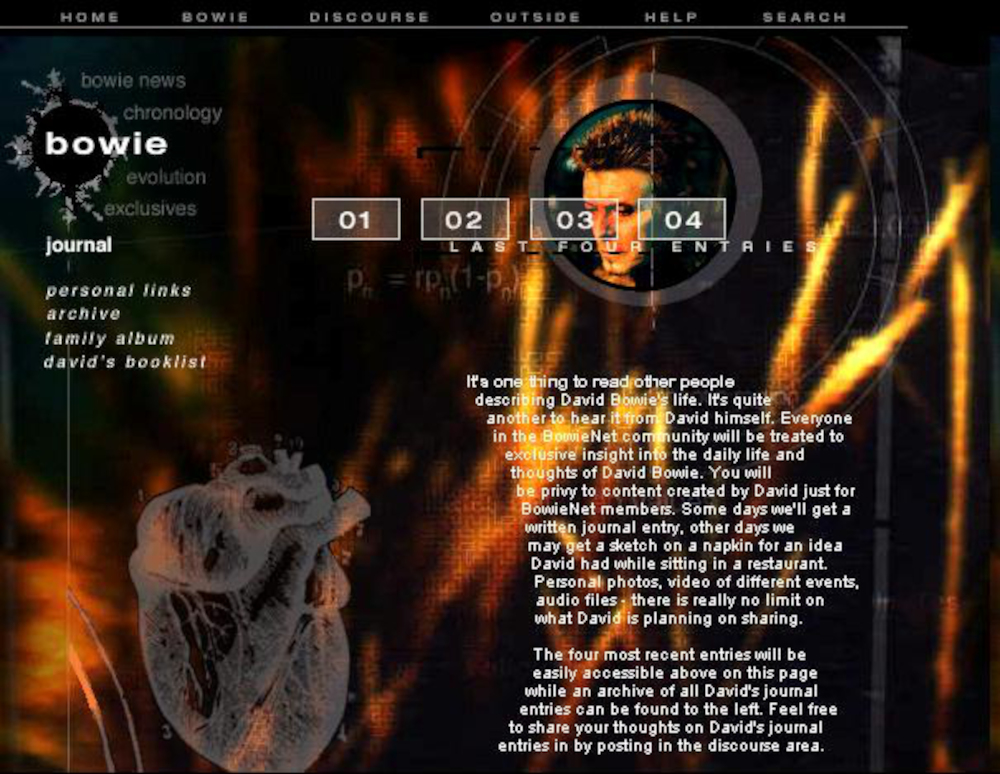 HOME BOWIE DISCOURSE OUTSIDE HELP SEARCH
bowie news
chronology
bowie
evolution
exclusives
journal
personal links
archive
family album
david's booklist
01 02 03 04
LAST FOUR ENTRIES
pn = rpn(1-pn)
It's one thing to read other people
describing David Bowie's life. It's quite
another to hear it from David himself. Everyone
in the BowieNet community will be treated to
exclusive insight into the daily life and
thoughts of David Bowie. You will
be privy to content created by David just for
BowieNet members. Some days we'll get a
written journal entry, other days we
may get a sketch on a napkin for an idea
David had while sitting in a restaurant.
Personal photos, video of different events,
audio files - there is really no limit on
what David is planning on sharing.
The four most recent entries will be
easily accessible above on this page
while an archive of all David's journal
entries can be found to the left. Feel free
to share your thoughts on David's journal
entries in by posting in the discourse area.